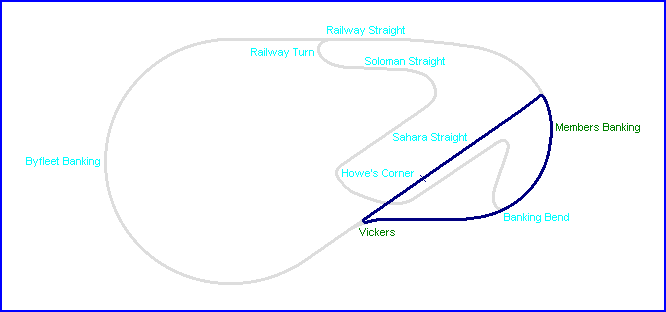 Railway Straight
Railway Turn
Soloman Straight
Members Banking
Sahara Straight
Byfleet Banking
Howe's Corner
Banking Bend
Vickers